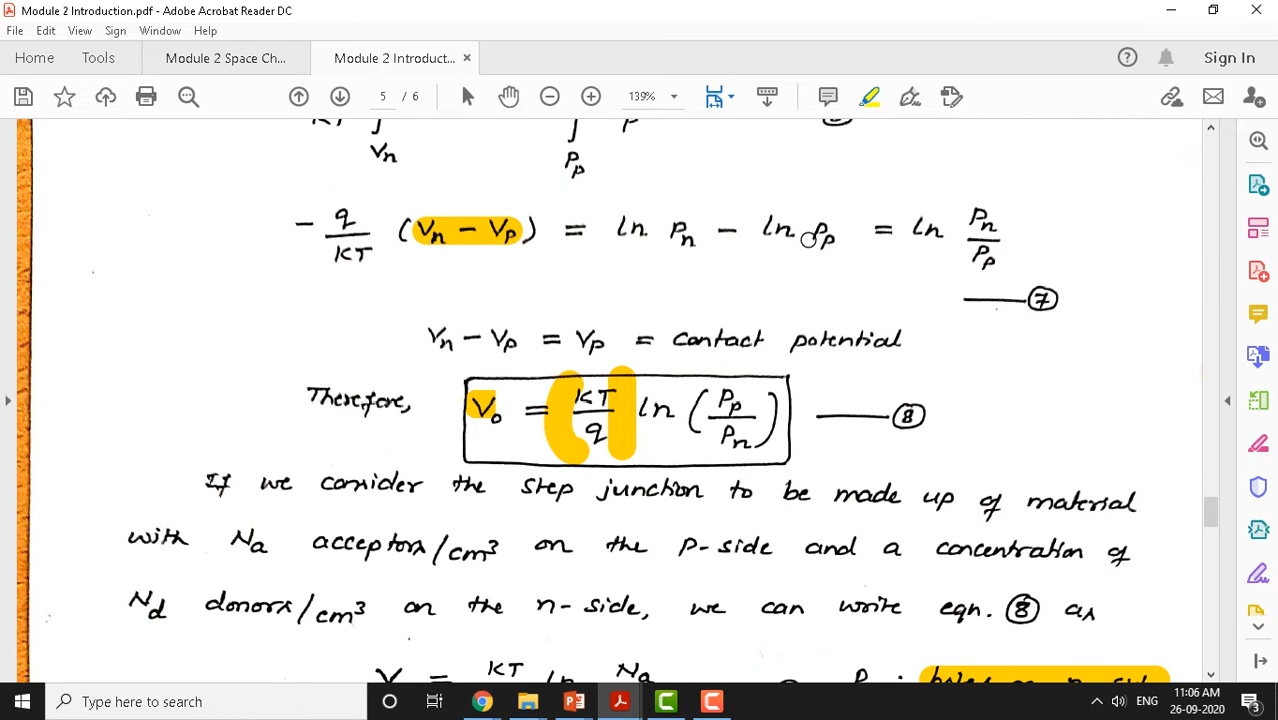 Module 2 Introduction.pdf - Adobe Acrobat Reader DC
File Edit View Sign Window Help
Home Tools Module 2 Space Ch... Module 2 Introduct... × Sign In
5 / 6 139%
KT Vn Pp P
- q/KT (Vn - Vp) = ln Pn - ln Pp = ln Pn/Pp
7
Vn - Vp = Vp = contact potential
Therefore, V₀ = KT/q ln (Pp/Pn) 8
If we consider the step junction to be made up of material
with Na acceptors/cm³ on the p-side and a concentration of
Nd donors/cm³ on the n-side, we can write eqn. 8 as
KT ln Na
Type here to search ENG 11:06 AM
26-09-2020 3